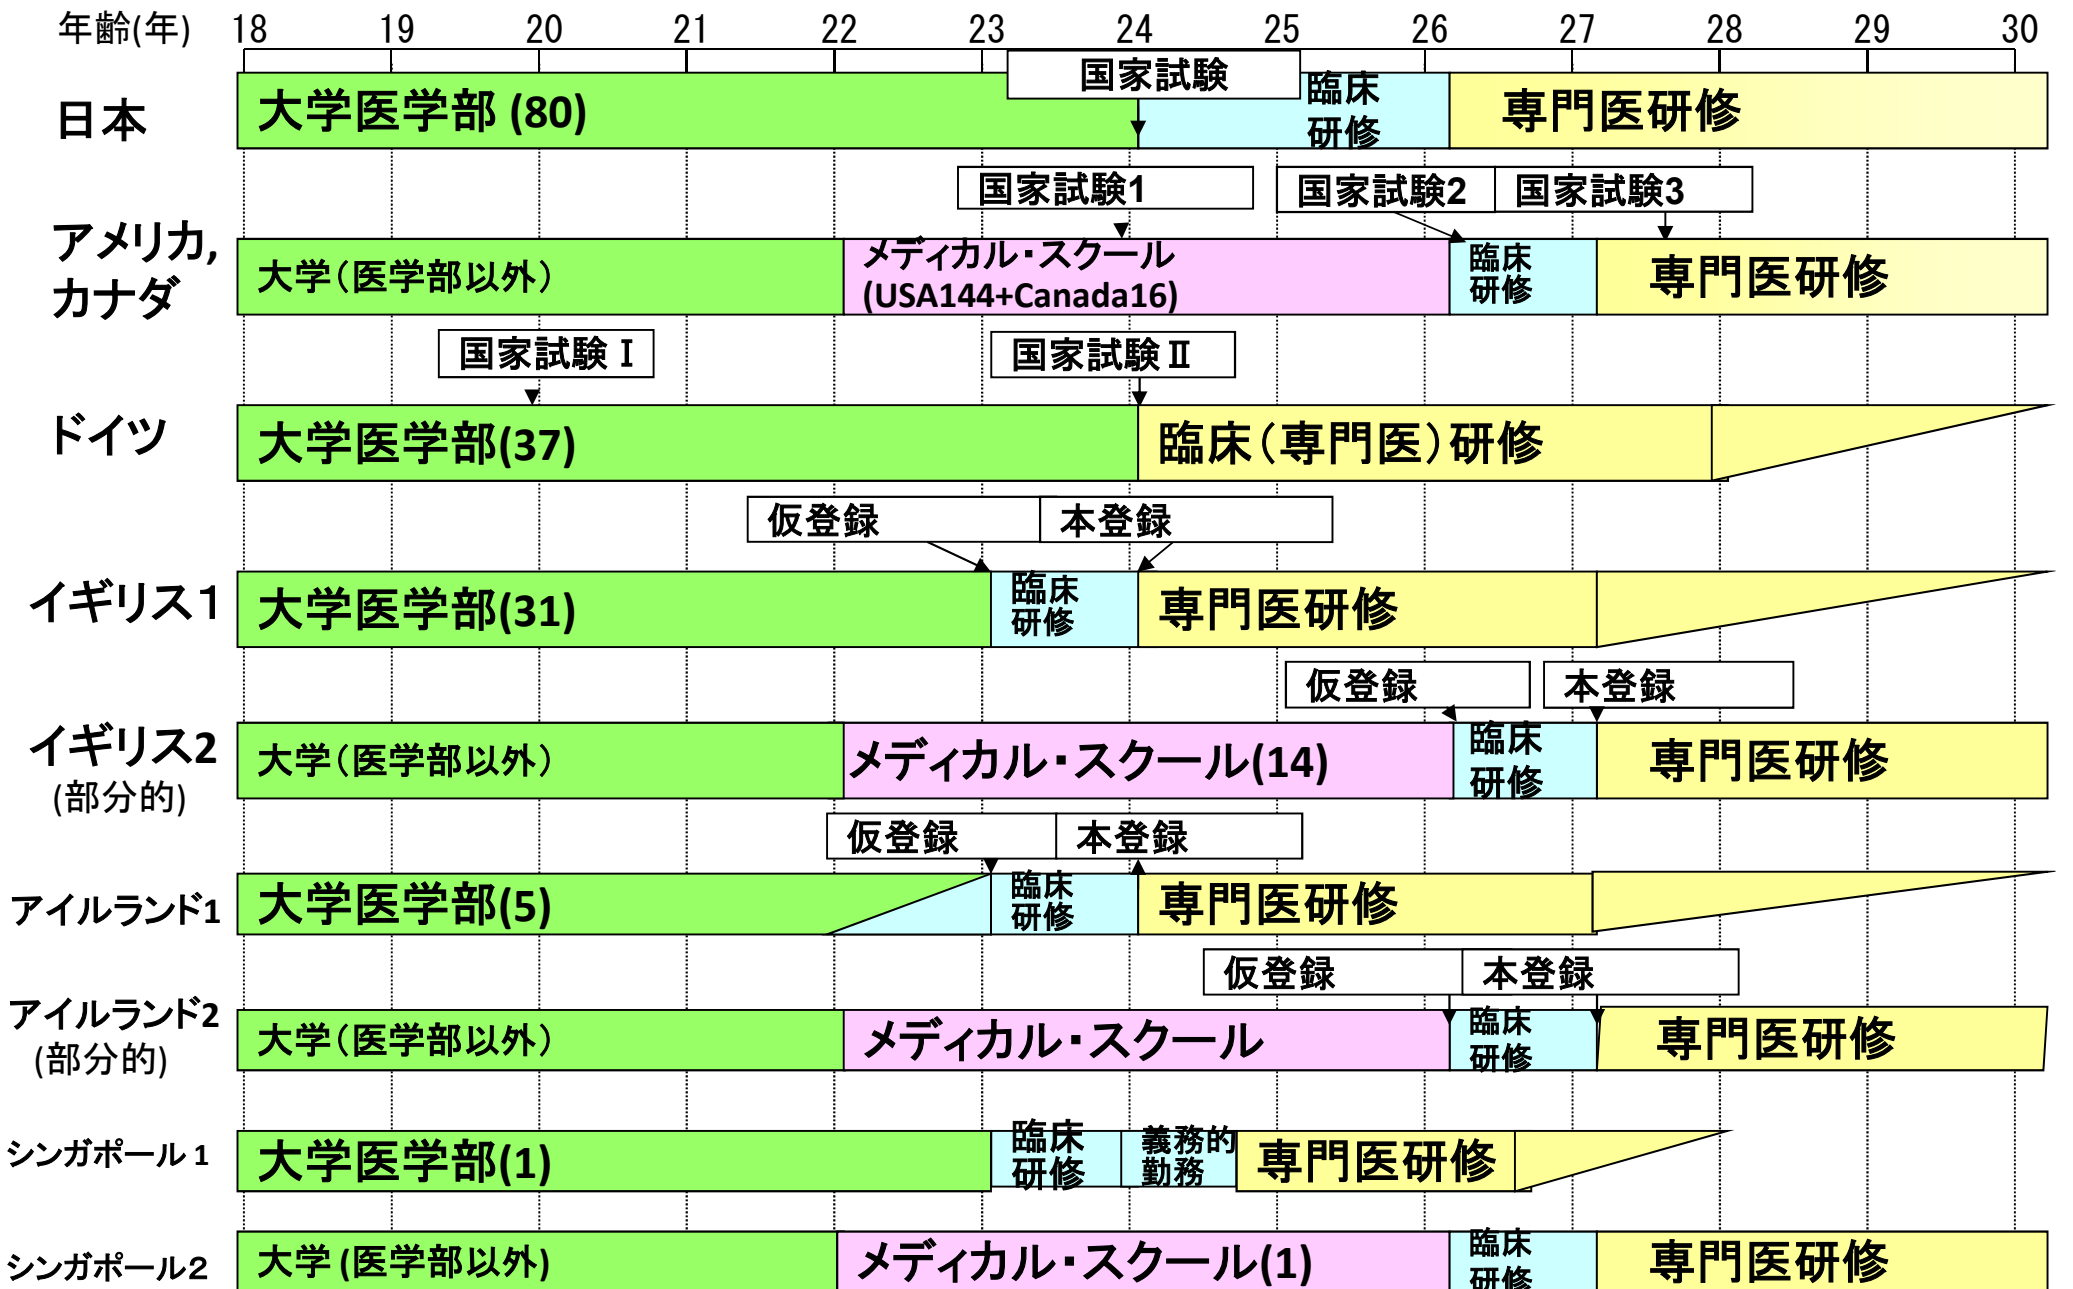 年齢(年) 18 19 20 21 22 23 24 25 26 27 28 29 30
国家試験
日本
大学医学部 (80)
臨床
研修
専門医研修
国家試験1
国家試験2
国家試験3
アメリカ,
カナダ
大学(医学部以外)
メディカル・スクール
(USA144+Canada16)
臨床
研修
専門医研修
国家試験Ⅰ
国家試験Ⅱ
ドイツ
大学医学部(37)
臨床(専門医)研修
仮登録
本登録
イギリス1
大学医学部(31)
臨床
研修
専門医研修
仮登録
本登録
イギリス2
(部分的)
大学(医学部以外)
メディカル・スクール(14)
臨床
研修
専門医研修
仮登録
本登録
アイルランド1
大学医学部(5)
臨床
研修
専門医研修
仮登録
本登録
アイルランド2
(部分的)
大学(医学部以外)
メディカル・スクール
臨床
研修
専門医研修
シンガポール 1
大学医学部(1)
臨床
研修
義務的
勤務
専門医研修
シンガポール2
大学 (医学部以外)
メディカル・スクール(1)
臨床
研修
専門医研修